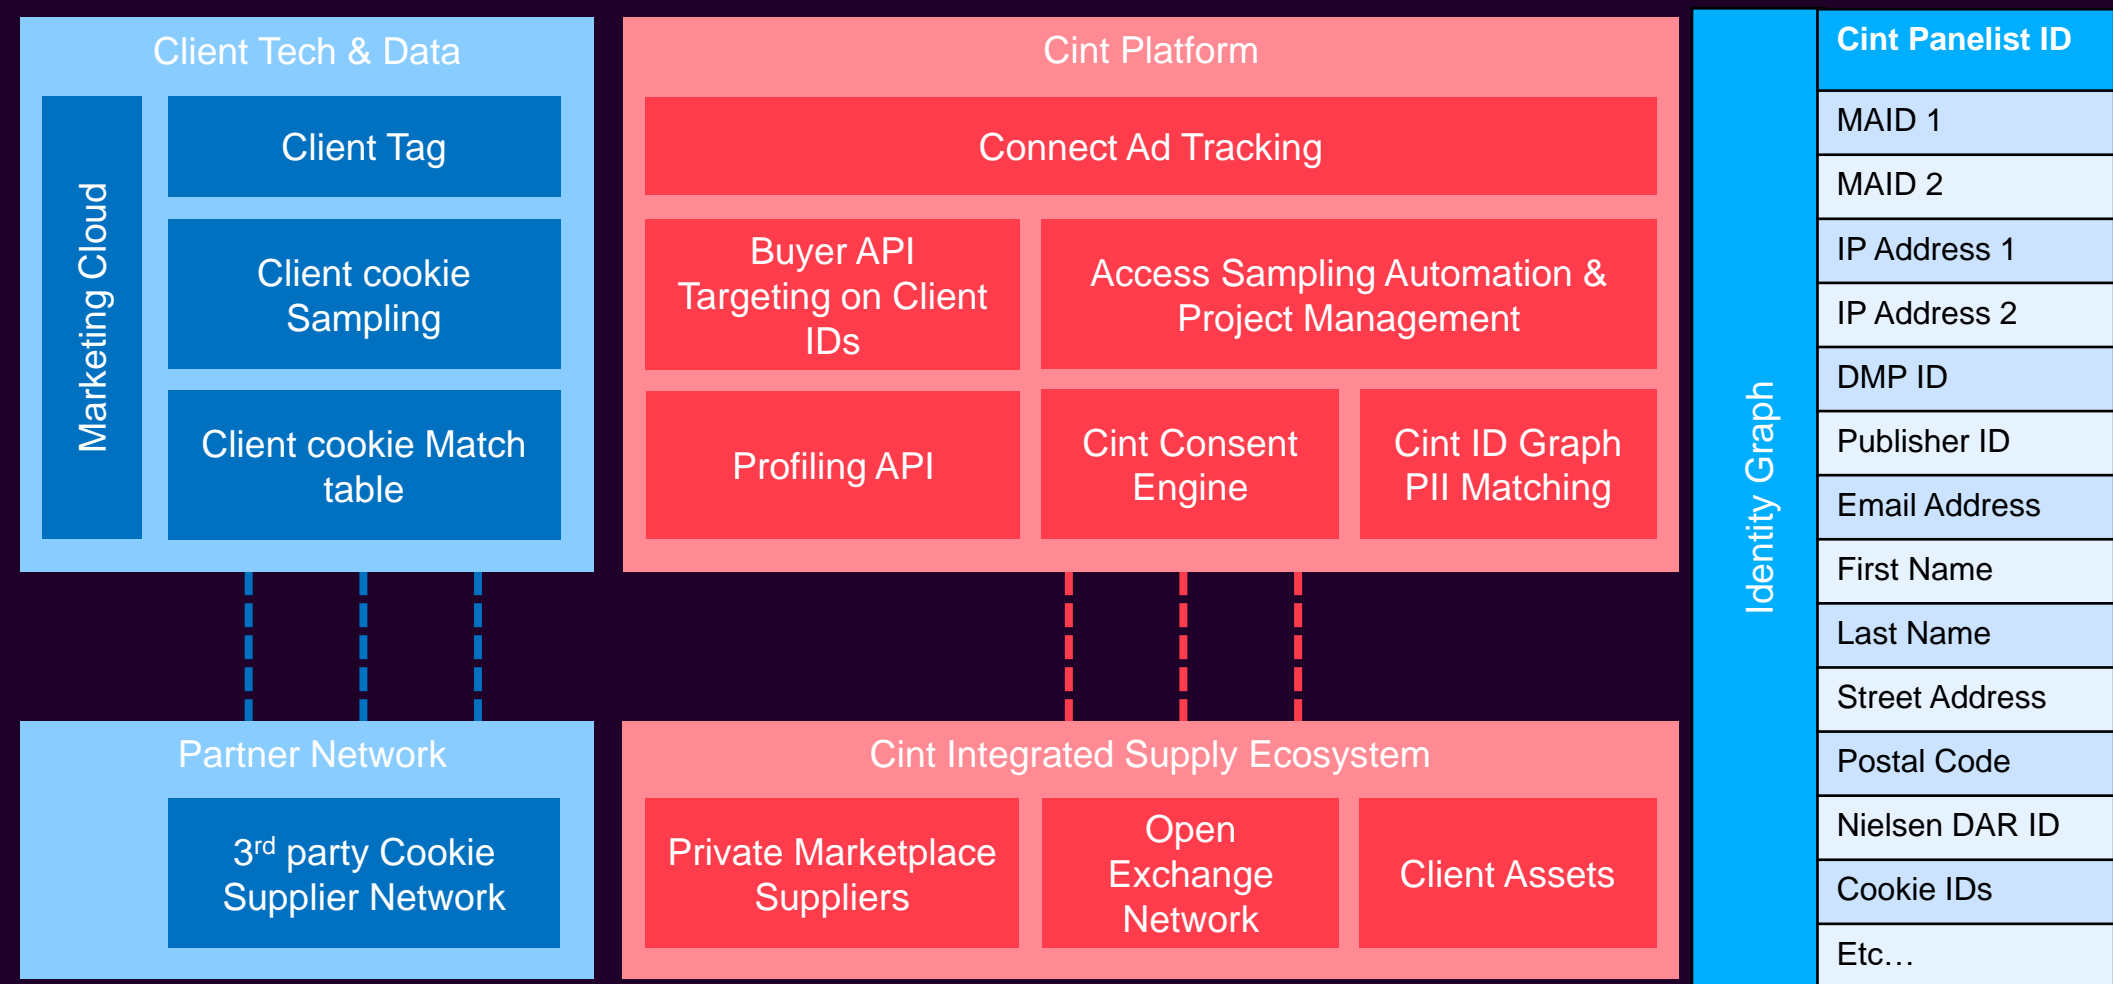 Client Tech & Data
Marketing Cloud
Client Tag
Client cookie
Sampling
Client cookie Match
table
Cint Platform
Connect Ad Tracking
Buyer API
Targeting on Client
IDs
Access Sampling Automation &
Project Management
Profiling API
Cint Consent
Engine
Cint ID Graph
PII Matching
Partner Network
3rd party Cookie
Supplier Network
Cint Integrated Supply Ecosystem
Private Marketplace
Suppliers
Open
Exchange
Network
Client Assets
Identity Graph
Cint Panelist ID
MAID 1
MAID 2
IP Address 1
IP Address 2
DMP ID
Publisher ID
Email Address
First Name
Last Name
Street Address
Postal Code
Nielsen DAR ID
Cookie IDs
Etc…